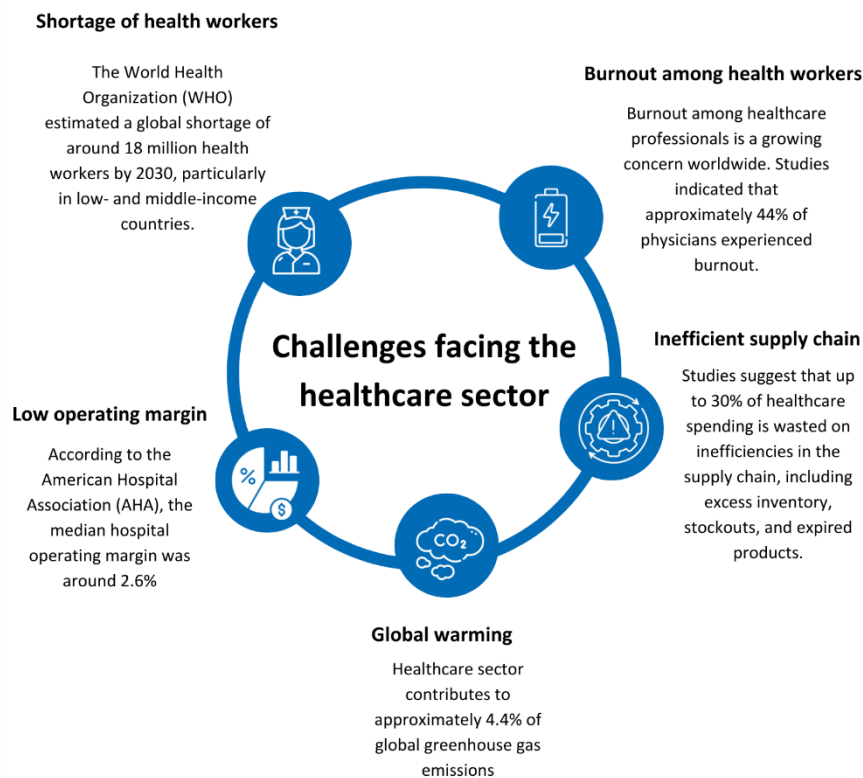 Shortage of health workers
The World Health
Organization (WHO)
estimated a global shortage of
around 18 million health
workers by 2030, particularly
in low- and middle-income
countries.
Burnout among health workers
Burnout among healthcare
professionals is a growing
concern worldwide. Studies
indicated that
approximately 44% of
physicians experienced
burnout.
Challenges facing the
healthcare sector
Inefficient supply chain
Studies suggest that up
to 30% of healthcare
spending is wasted on
inefficiencies in the
supply chain, including
excess inventory,
stockouts, and expired
products.
Low operating margin
According to the
American Hospital
Association (AHA), the
median hospital
operating margin was
around 2.6%
%
$
CO₂
Global warming
Healthcare sector
contributes to
approximately 4.4% of
global greenhouse gas
emissions